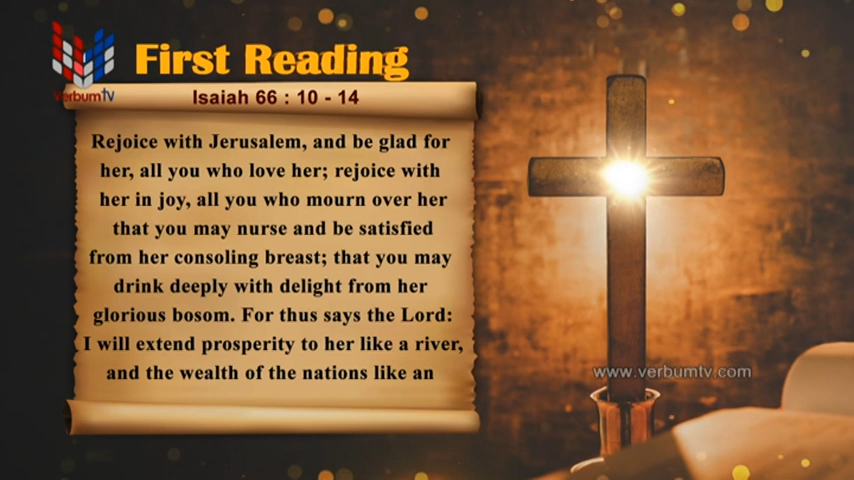 First Reading
VerbumTV
Isaiah 66 : 10 - 14
Rejoice with Jerusalem, and be glad for
her, all you who love her; rejoice with
her in joy, all you who mourn over her
that you may nurse and be satisfied
from her consoling breast; that you may
drink deeply with delight from her
glorious bosom. For thus says the Lord:
I will extend prosperity to her like a river,
and the wealth of the nations like an
www.verbumtv.com